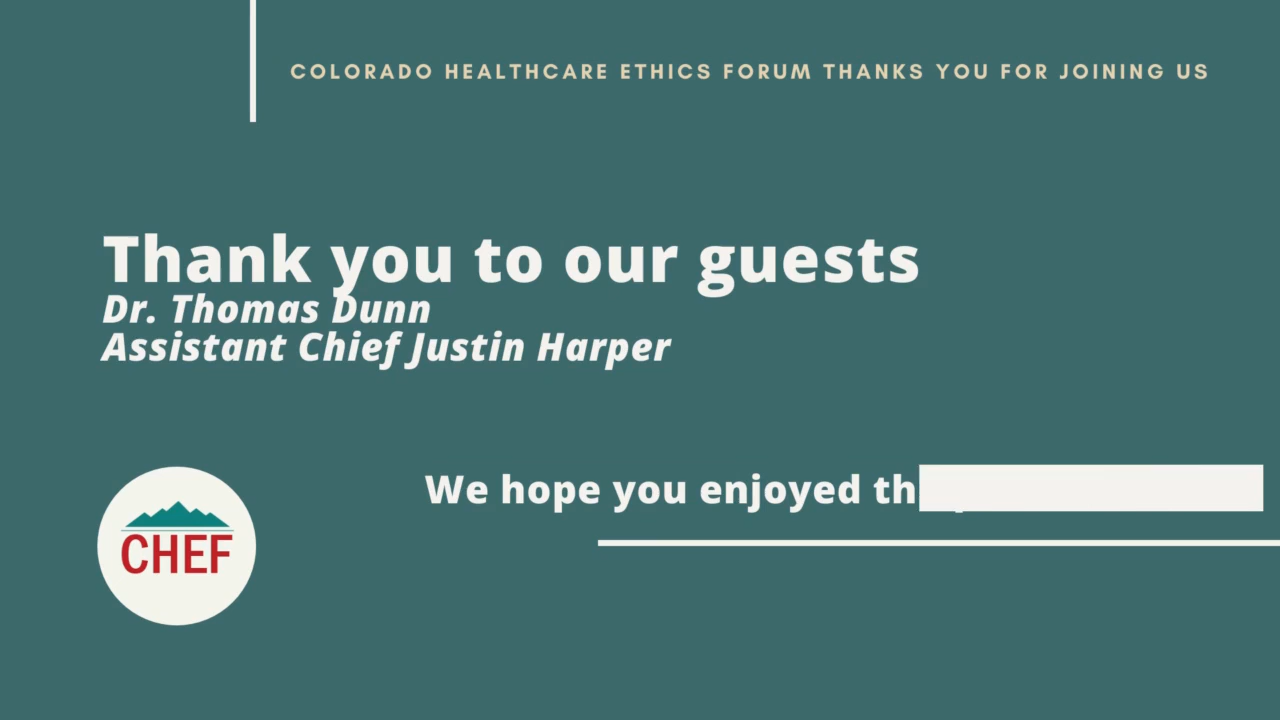 COLORADO HEALTHCARE ETHICS FORUM THANKS YOU FOR JOINING US
Thank you to our guests
Dr. Thomas Dunn
Assistant Chief Justin Harper
We hope you enjoyed
CHEF